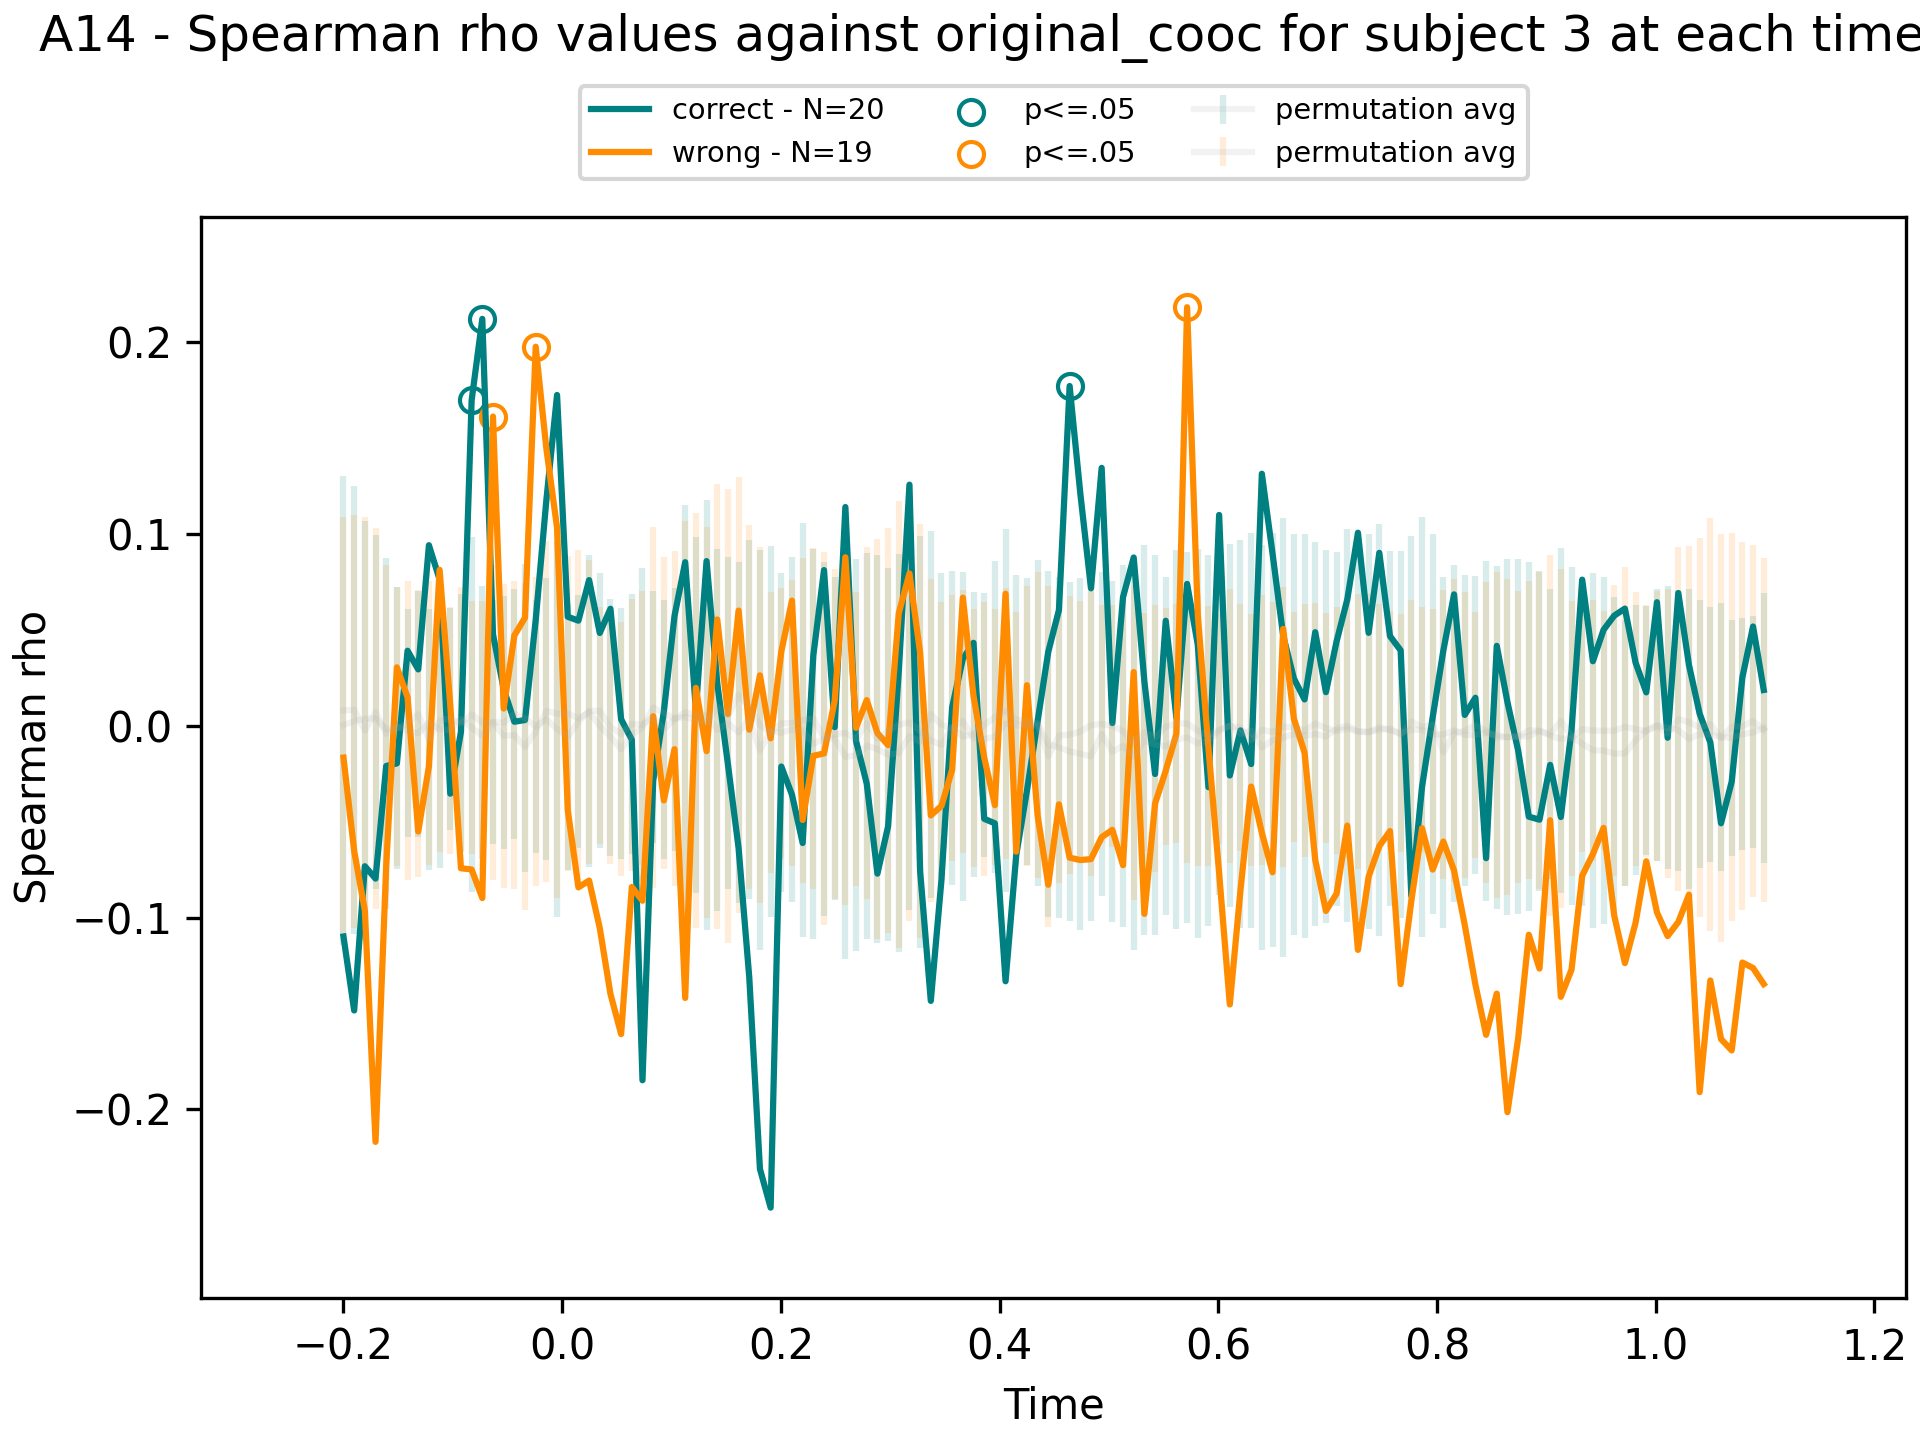 A14 - Spearman rho values against original_cooc for subject 3 at each time
correct - N=20
wrong - N=19
p<=.05
p<=.05
permutation avg
permutation avg
Spearman rho
0.2
0.1
0.0
−0.1
−0.2
−0.2 0.0 0.2 0.4 0.6 0.8 1.0 1.2
Time